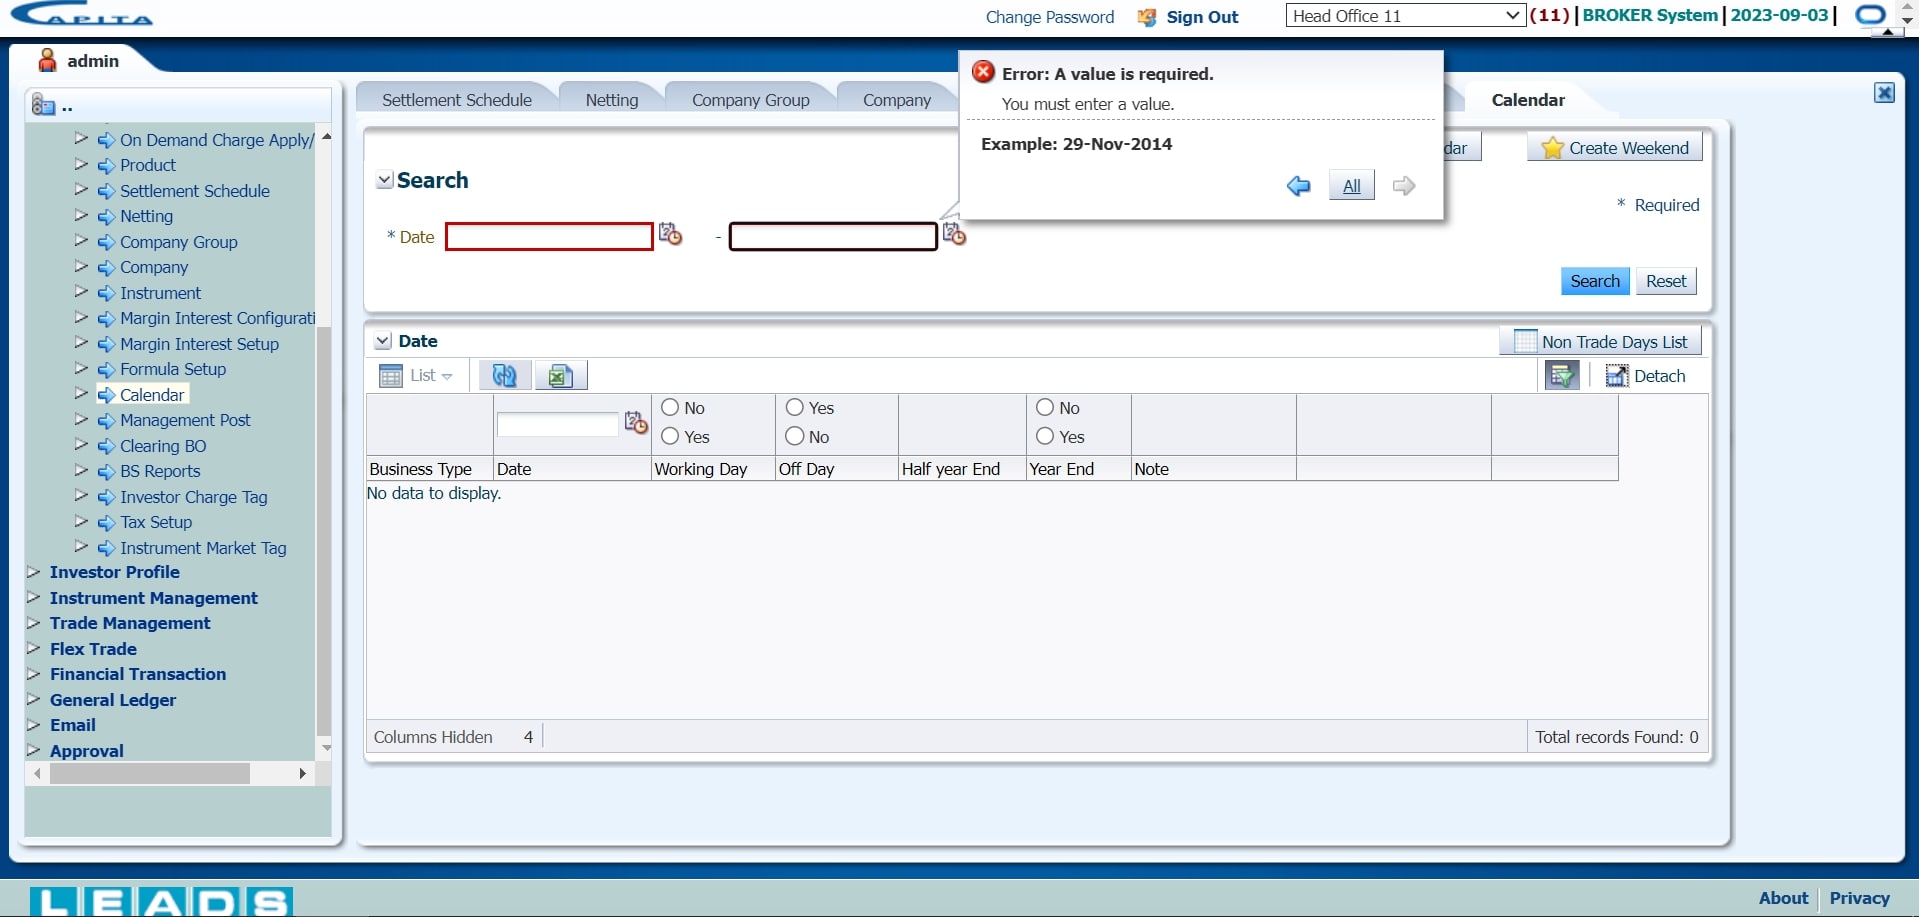 CAPITA
Change Password
Sign Out
Head Office 11
(11) | BROKER System | 2023-09-03 |
admin
..
On Demand Charge Apply/
Product
Settlement Schedule
Netting
Company Group
Company
Instrument
Margin Interest Configurati
Margin Interest Setup
Formula Setup
Calendar
Management Post
Clearing BO
BS Reports
Investor Charge Tag
Tax Setup
Instrument Market Tag
Investor Profile
Instrument Management
Trade Management
Flex Trade
Financial Transaction
General Ledger
Email
Approval
Settlement Schedule
Netting
Company Group
Company
Calendar
Error: A value is required.
You must enter a value.
Example: 29-Nov-2014
All
dar
Create Weekend
Search
* Required
* Date
-
Search
Reset
Date
Non Trade Days List
List
Detach
No
Yes
Yes
No
No
Yes
Business Type
Date
Working Day
Off Day
Half year End
Year End
Note
No data to display.
Columns Hidden 4
Total records Found: 0
LEADS
About
Privacy